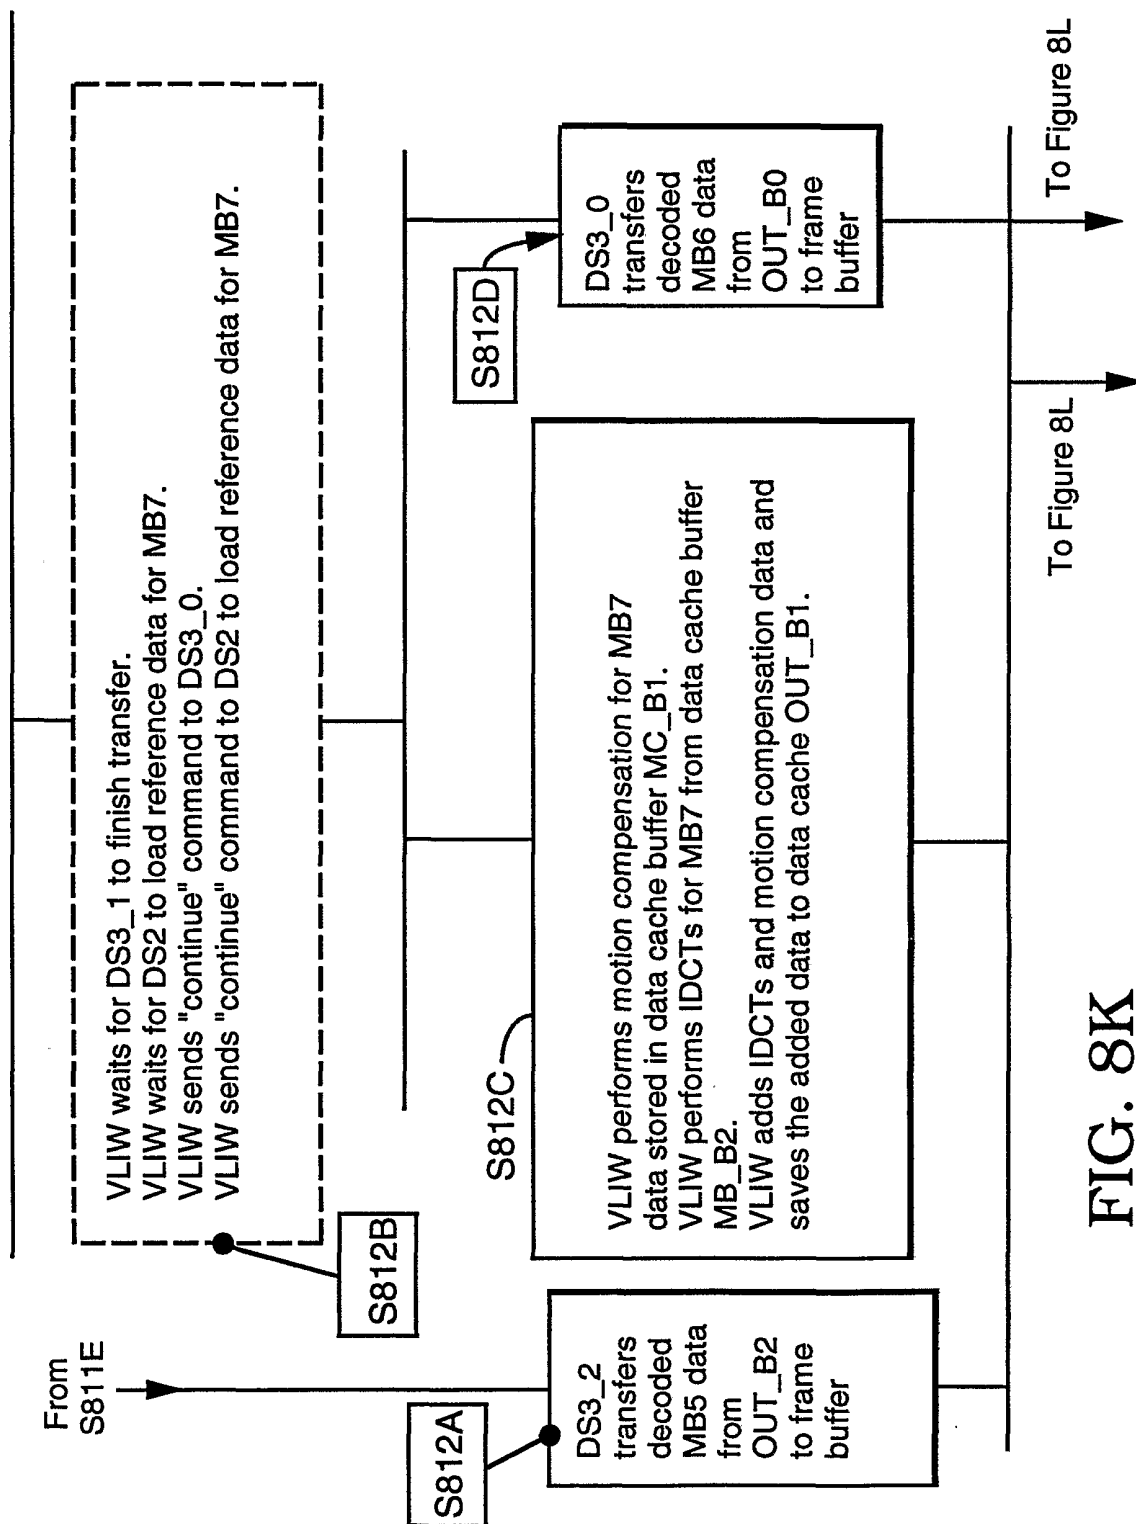 From
S811E
S812B
VLIW waits for DS3_1 to finish transfer.
VLIW waits for DS2 to load reference data for MB7.
VLIW sends "continue" command to DS3_0.
VLIW sends "continue" command to DS2 to load reference data for MB7.
S812A
DS3_2
transfers
decoded
MB5 data
from
OUT_B2
to frame
buffer
S812C
VLIW performs motion compensation for MB7
data stored in data cache buffer MC_B1.
VLIW performs IDCTs for MB7 from data cache buffer
MB_B2.
VLIW adds IDCTs and motion compensation data and
saves the added data to data cache OUT_B1.
S812D
DS3_0
transfers
decoded
MB6 data
from
OUT_B0
to frame
buffer
To Figure 8L
To Figure 8L
FIG. 8K